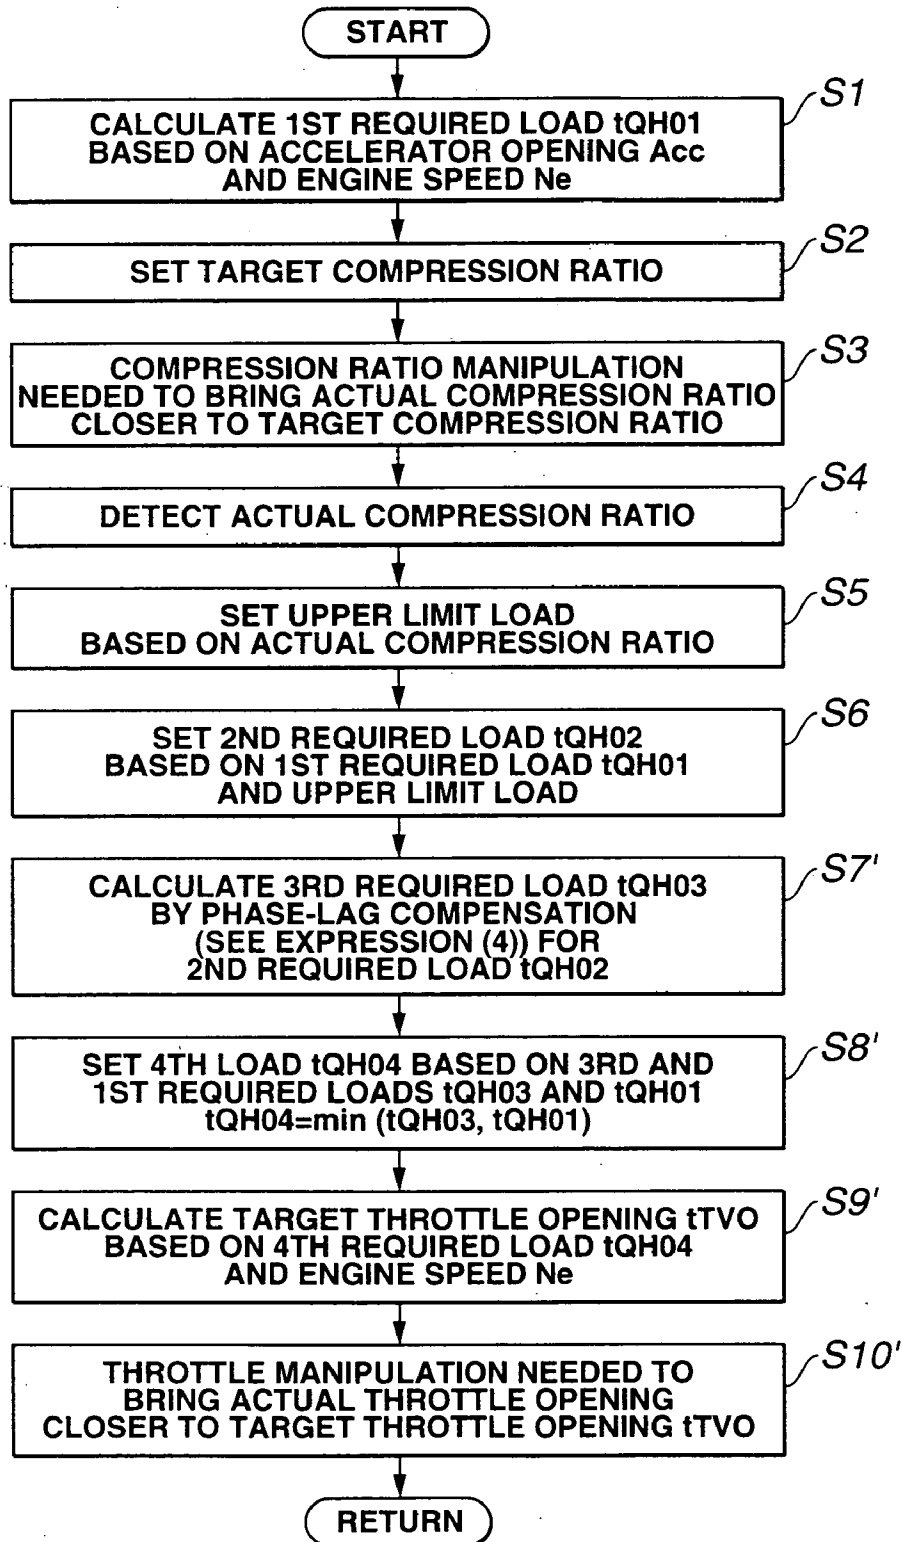 START
S1
CALCULATE 1ST REQUIRED LOAD tQH01
BASED ON ACCELERATOR OPENING Acc
AND ENGINE SPEED Ne
S2
SET TARGET COMPRESSION RATIO
S3
COMPRESSION RATIO MANIPULATION
NEEDED TO BRING ACTUAL COMPRESSION RATIO
CLOSER TO TARGET COMPRESSION RATIO
S4
DETECT ACTUAL COMPRESSION RATIO
S5
SET UPPER LIMIT LOAD
BASED ON ACTUAL COMPRESSION RATIO
S6
SET 2ND REQUIRED LOAD tQH02
BASED ON 1ST REQUIRED LOAD tQH01
AND UPPER LIMIT LOAD
S7'
CALCULATE 3RD REQUIRED LOAD tQH03
BY PHASE-LAG COMPENSATION
(SEE EXPRESSION (4)) FOR
2ND REQUIRED LOAD tQH02
S8'
SET 4TH LOAD tQH04 BASED ON 3RD AND
1ST REQUIRED LOADS tQH03 AND tQH01
tQH04=min (tQH03, tQH01)
S9'
CALCULATE TARGET THROTTLE OPENING tTVO
BASED ON 4TH REQUIRED LOAD tQH04
AND ENGINE SPEED Ne
S10'
THROTTLE MANIPULATION NEEDED TO
BRING ACTUAL THROTTLE OPENING
CLOSER TO TARGET THROTTLE OPENING tTVO
RETURN